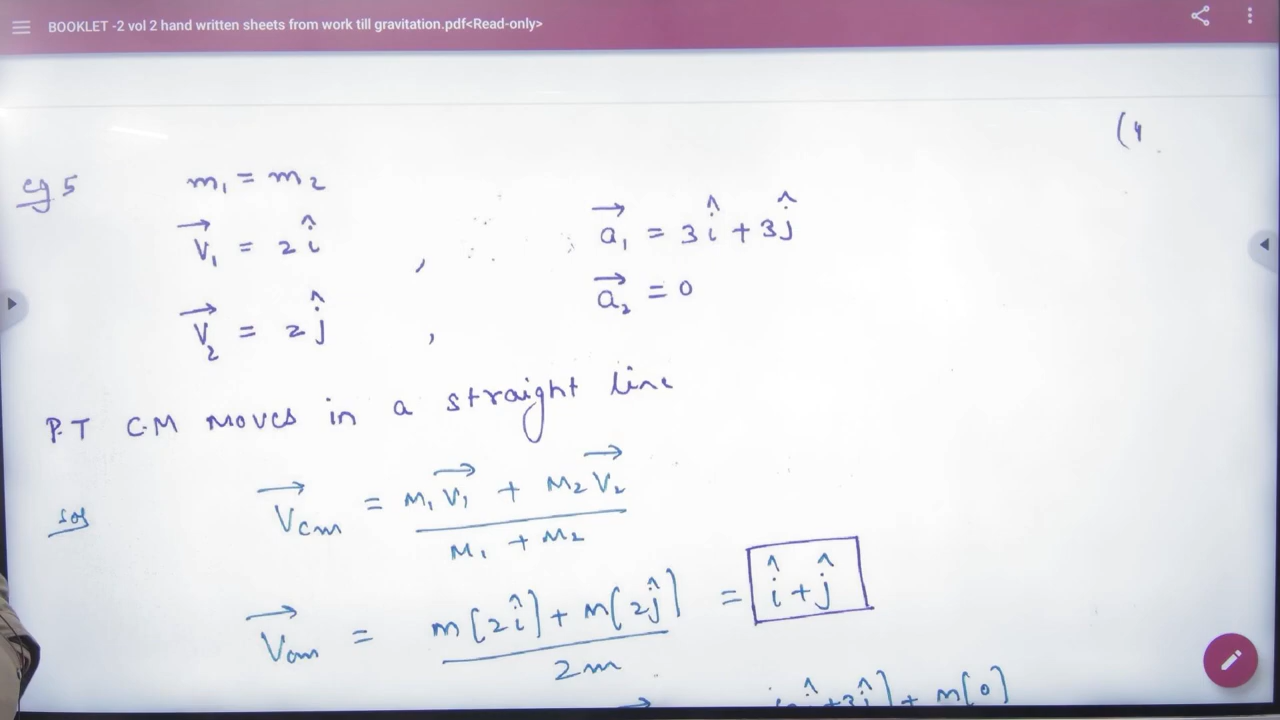 BOOKLET -2 vol 2 hand written sheets from work till gravitation.pdf<Read-only>
(4
eg 5 m₁ = m₂
v⃗₁ = 2î , a⃗₁ = 3î + 3ĵ
v⃗₂ = 2ĵ , a⃗₂ = 0
P.T C.M moves in a straight line
sol V⃗cm = (m₁v⃗₁ + m₂v⃗₂) / (m₁ + m₂)
V⃗cm = (m[2î] + m[2ĵ]) / 2m = î + ĵ
+3ĵ] + m[0]